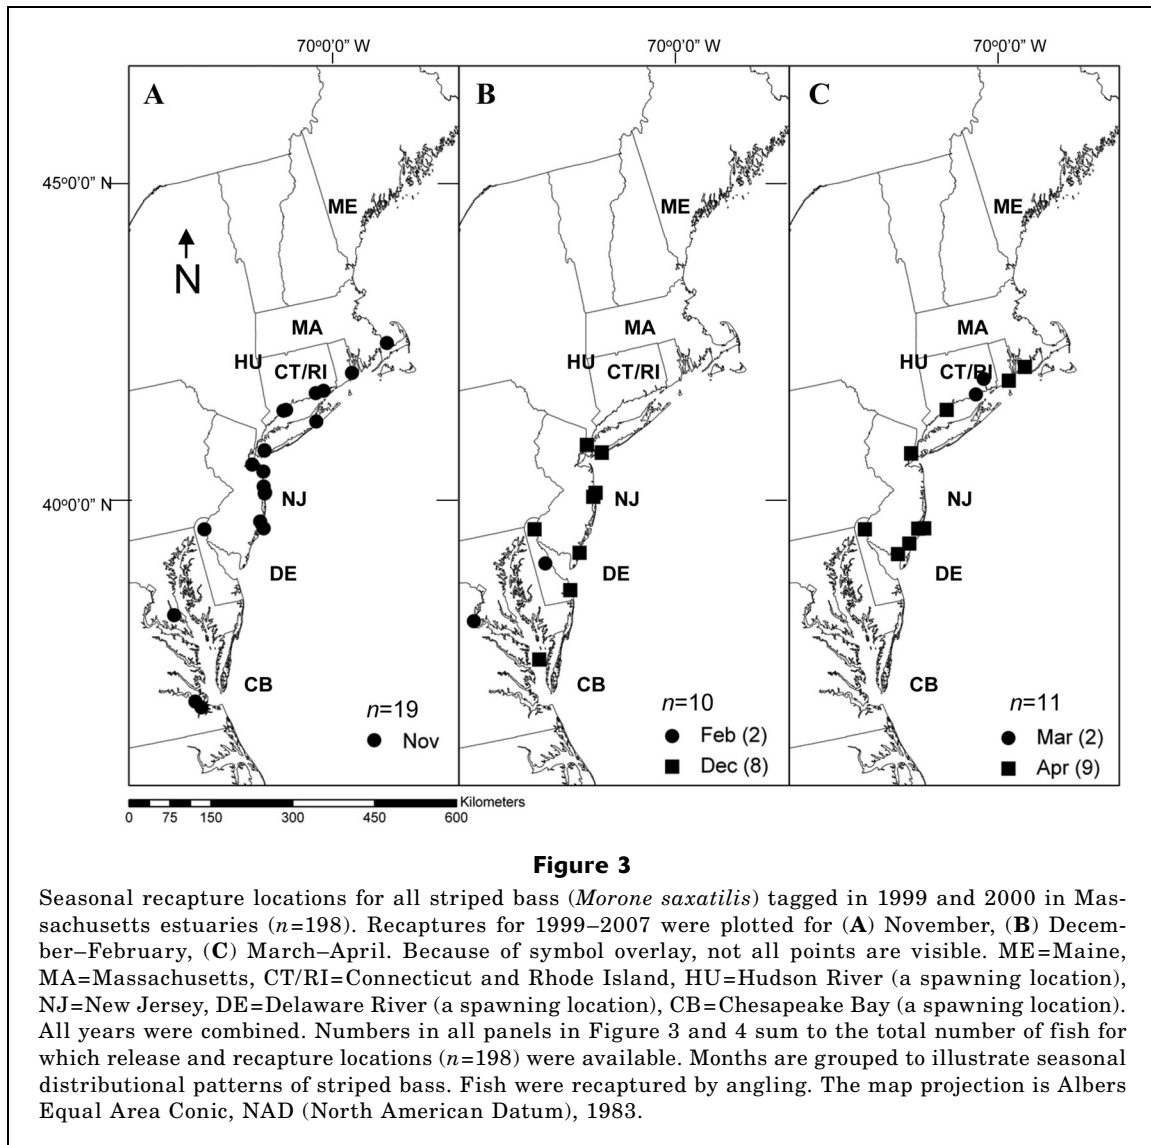 70º0'0" W 70º0'0" W 70º0'0" W
A B C
45º0'0" N
ME ME ME
N
MA MA MA
HU HU HU
CT/RI CT/RI CT/RI
40º0'0" N
NJ NJ NJ
DE DE DE
CB CB CB
n=19 n=10 n=11
Nov Feb (2) Mar (2)
Dec (8) Apr (9)
Kilometers
0 75 150 300 450 600
Figure 3
Seasonal recapture locations for all striped bass (Morone saxatilis) tagged in 1999 and 2000 in Mas-
sachusetts estuaries (n=198). Recaptures for 1999–2007 were plotted for (A) November, (B) Decem-
ber–February, (C) March–April. Because of symbol overlay, not all points are visible. ME=Maine,
MA=Massachusetts, CT/RI=Connecticut and Rhode Island, HU=Hudson River (a spawning location),
NJ=New Jersey, DE=Delaware River (a spawning location), CB=Chesapeake Bay (a spawning location).
All years were combined. Numbers in all panels in Figure 3 and 4 sum to the total number of fish for
which release and recapture locations (n=198) were available. Months are grouped to illustrate seasonal
distributional patterns of striped bass. Fish were recaptured by angling. The map projection is Albers
Equal Area Conic, NAD (North American Datum), 1983.